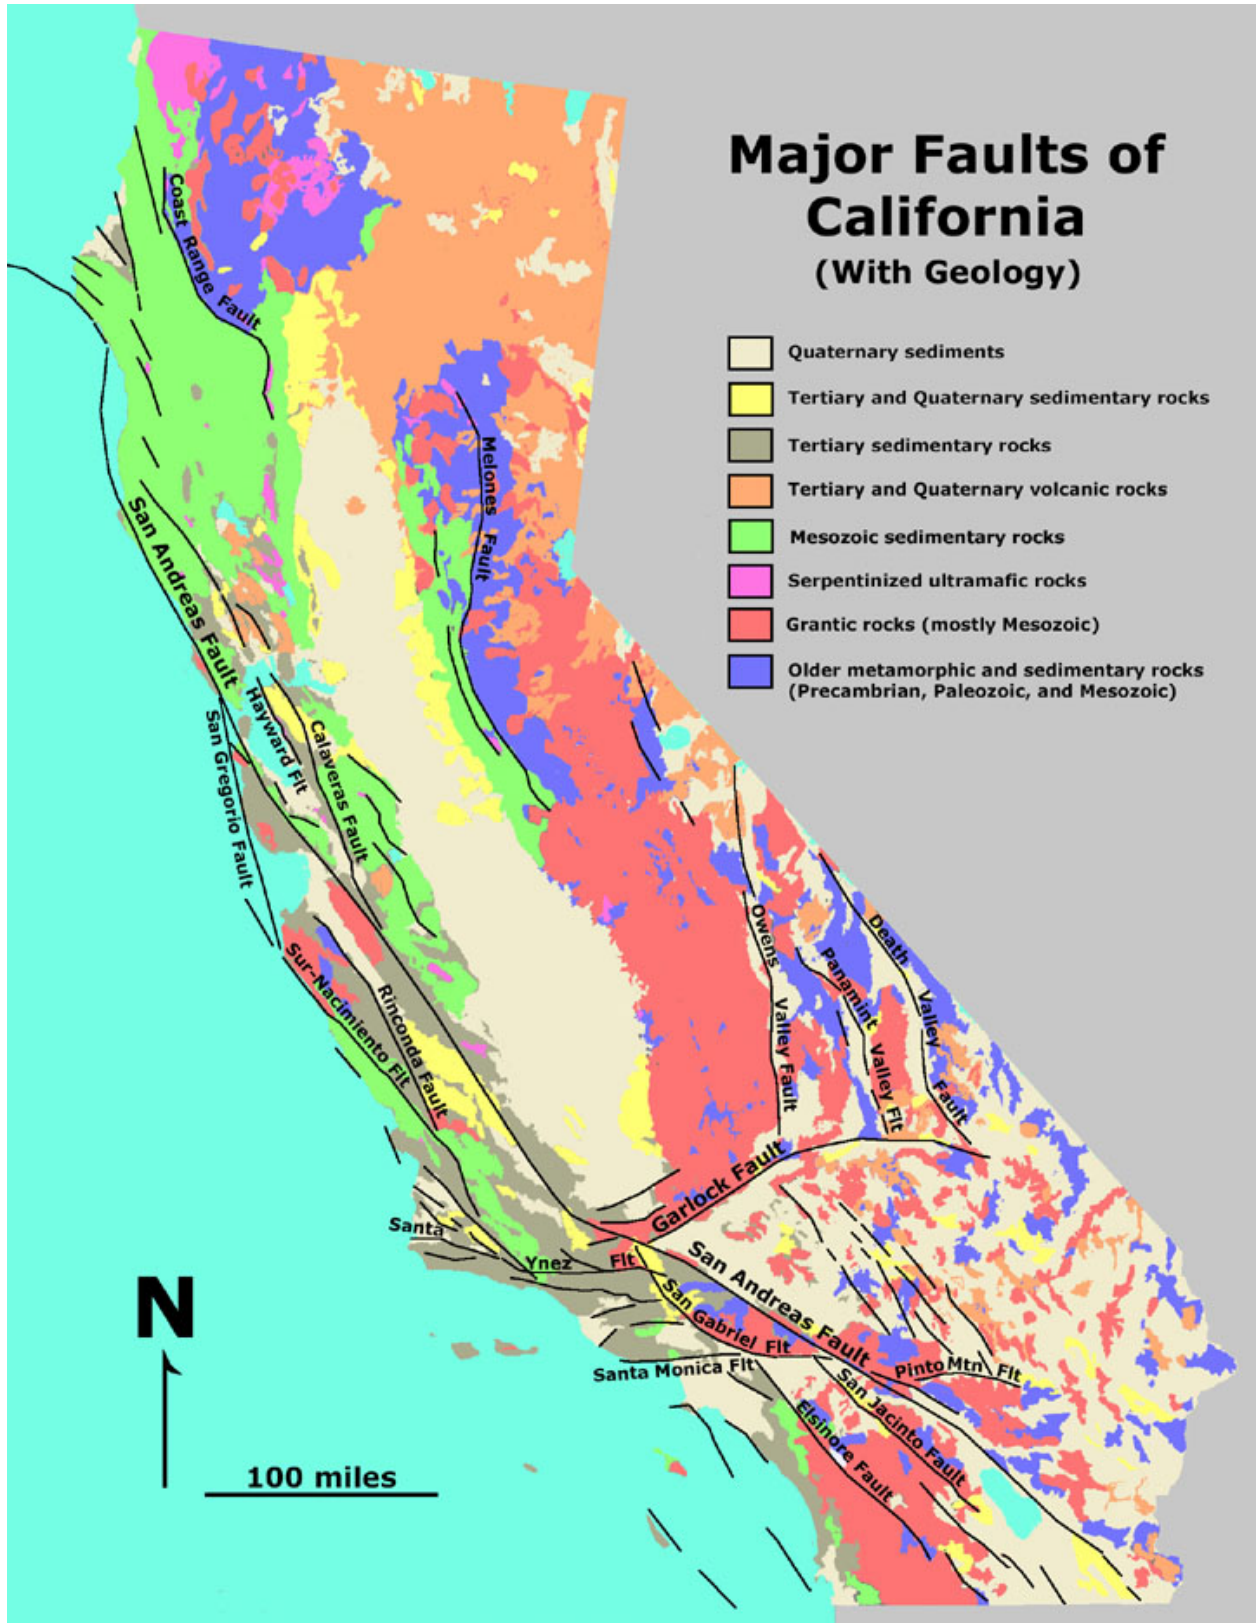 Major Faults of
California
(With Geology)
Quaternary sediments
Tertiary and Quaternary sedimentary rocks
Tertiary sedimentary rocks
Tertiary and Quaternary volcanic rocks
Mesozoic sedimentary rocks
Serpentinized ultramafic rocks
Grantic rocks (mostly Mesozoic)
Older metamorphic and sedimentary rocks
(Precambrian, Paleozoic, and Mesozoic)
Coast Range Fault
Melones Fault
San Andreas Fault
Hayward Flt
San Gregorio Fault
Calaveras Fault
Sur-Nacimiento Flt
Rinconda Fault
Owens Valley Fault
Panamint Valley Flt
Death Valley Fault
Garlock Fault
Santa Ynez Flt
San Andreas Fault
San Gabriel Flt
Santa Monica Flt
Pinto Mtn Flt
San Jacinto Fault
Elsinore Fault
N
100 miles